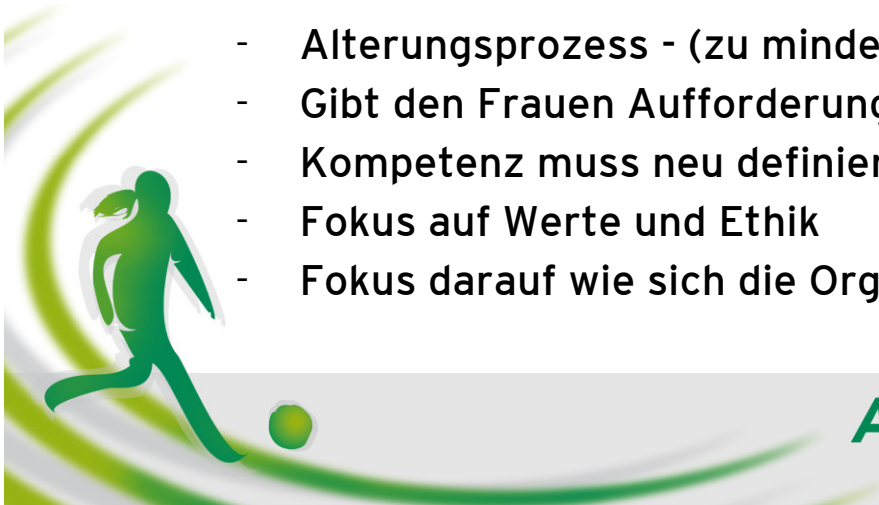 - Alterungsprozess - (zu minde
- Gibt den Frauen Aufforderung
- Kompetenz muss neu definier
- Fokus auf Werte und Ethik
- Fokus darauf wie sich die Org
A